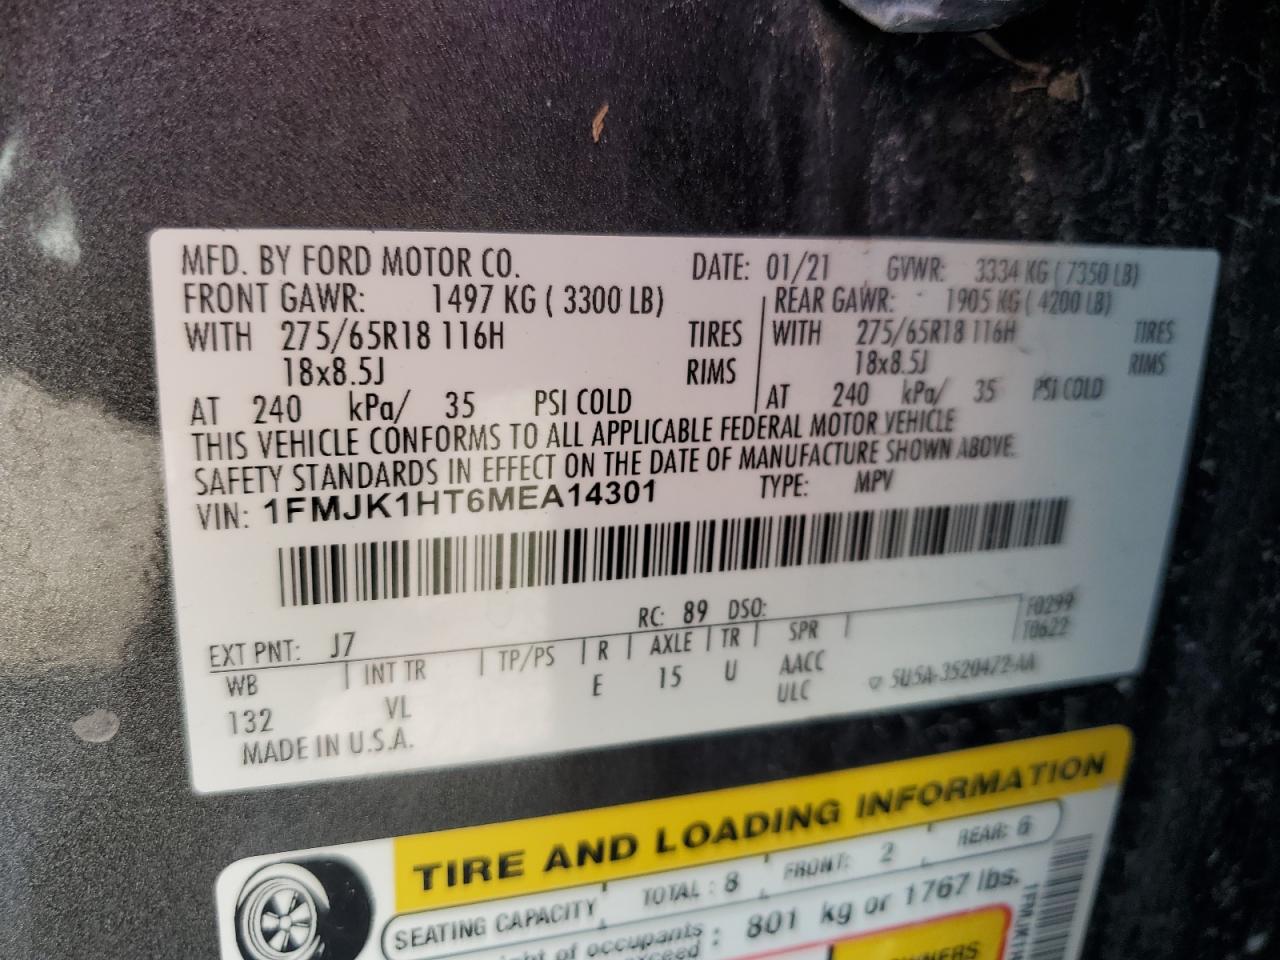 MFD. BY FORD MOTOR CO. DATE: 01/21 GVWR: 3334 KG ( 7350 LB)
FRONT GAWR: 1497 KG ( 3300 LB) REAR GAWR: 1905 KG ( 4200 LB)
WITH 275/65R18 116H TIRES WITH 275/65R18 116H TIRES
18x8.5J RIMS 18x8.5J RIMS
AT 240 kPa/ 35 PSI COLD AT 240 kPa/ 35 PSI COLD
THIS VEHICLE CONFORMS TO ALL APPLICABLE FEDERAL MOTOR VEHICLE
SAFETY STANDARDS IN EFFECT ON THE DATE OF MANUFACTURE SHOWN ABOVE.
VIN: 1FMJK1HT6MEA14301 TYPE: MPV
RC: 89 DSO: F0299
EXT PNT: J7 T0622
WB INT TR TP/PS R AXLE TR SPR
132 VL E 15 U AACC
ULC 5U5A-3520472-AA
MADE IN U.S.A.
TIRE AND LOADING INFORMATION
SEATING CAPACITY TOTAL : 8 FRONT: 2 REAR: 6
of occupants : 801 kg or 1767 lbs.
exceed